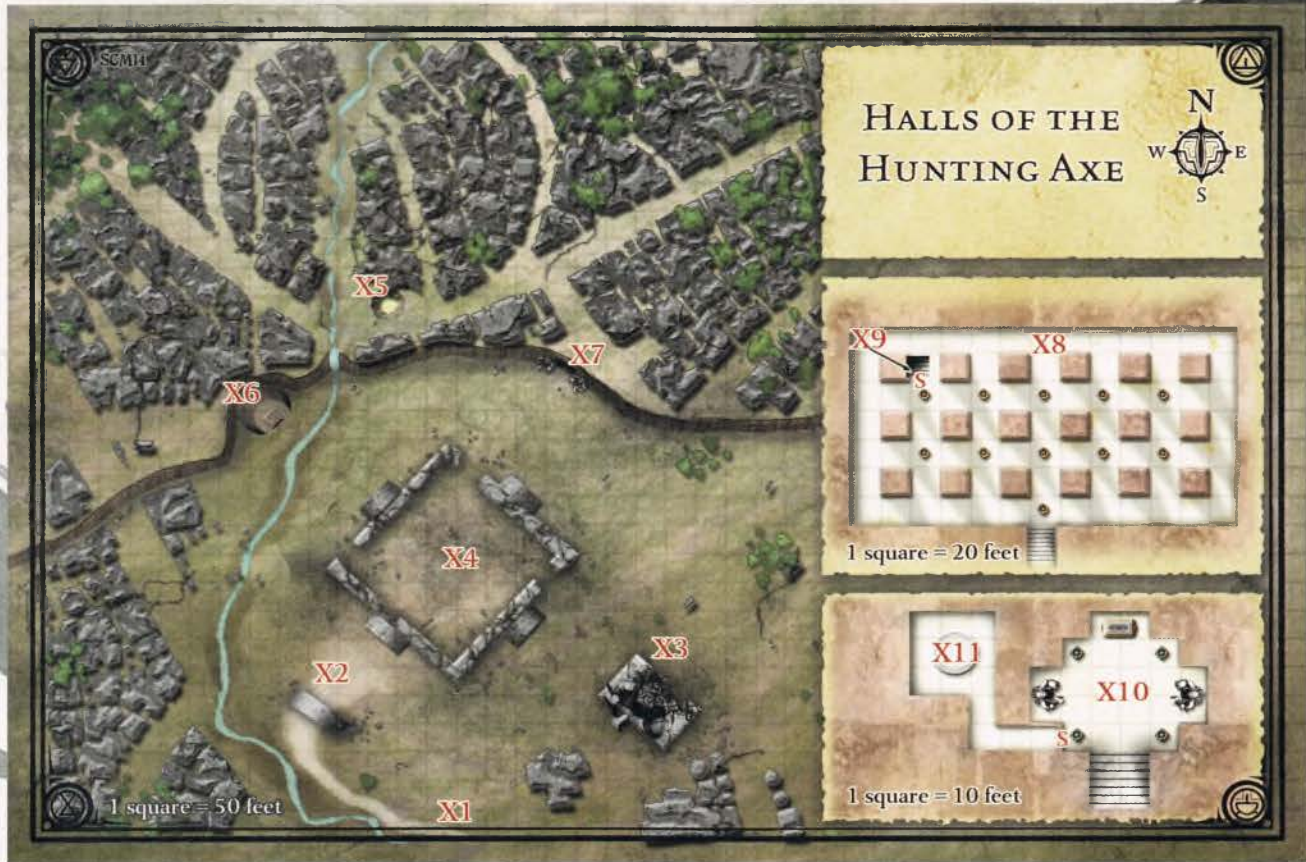 SCMH
HALLS OF THE
HUNTING AXE
N
W E
S
X5
X7
X6
X4
X2
X3
X1
1 square = 50 feet
X9
X8
S
1 square = 20 feet
X11
X10
S
1 square = 10 feet